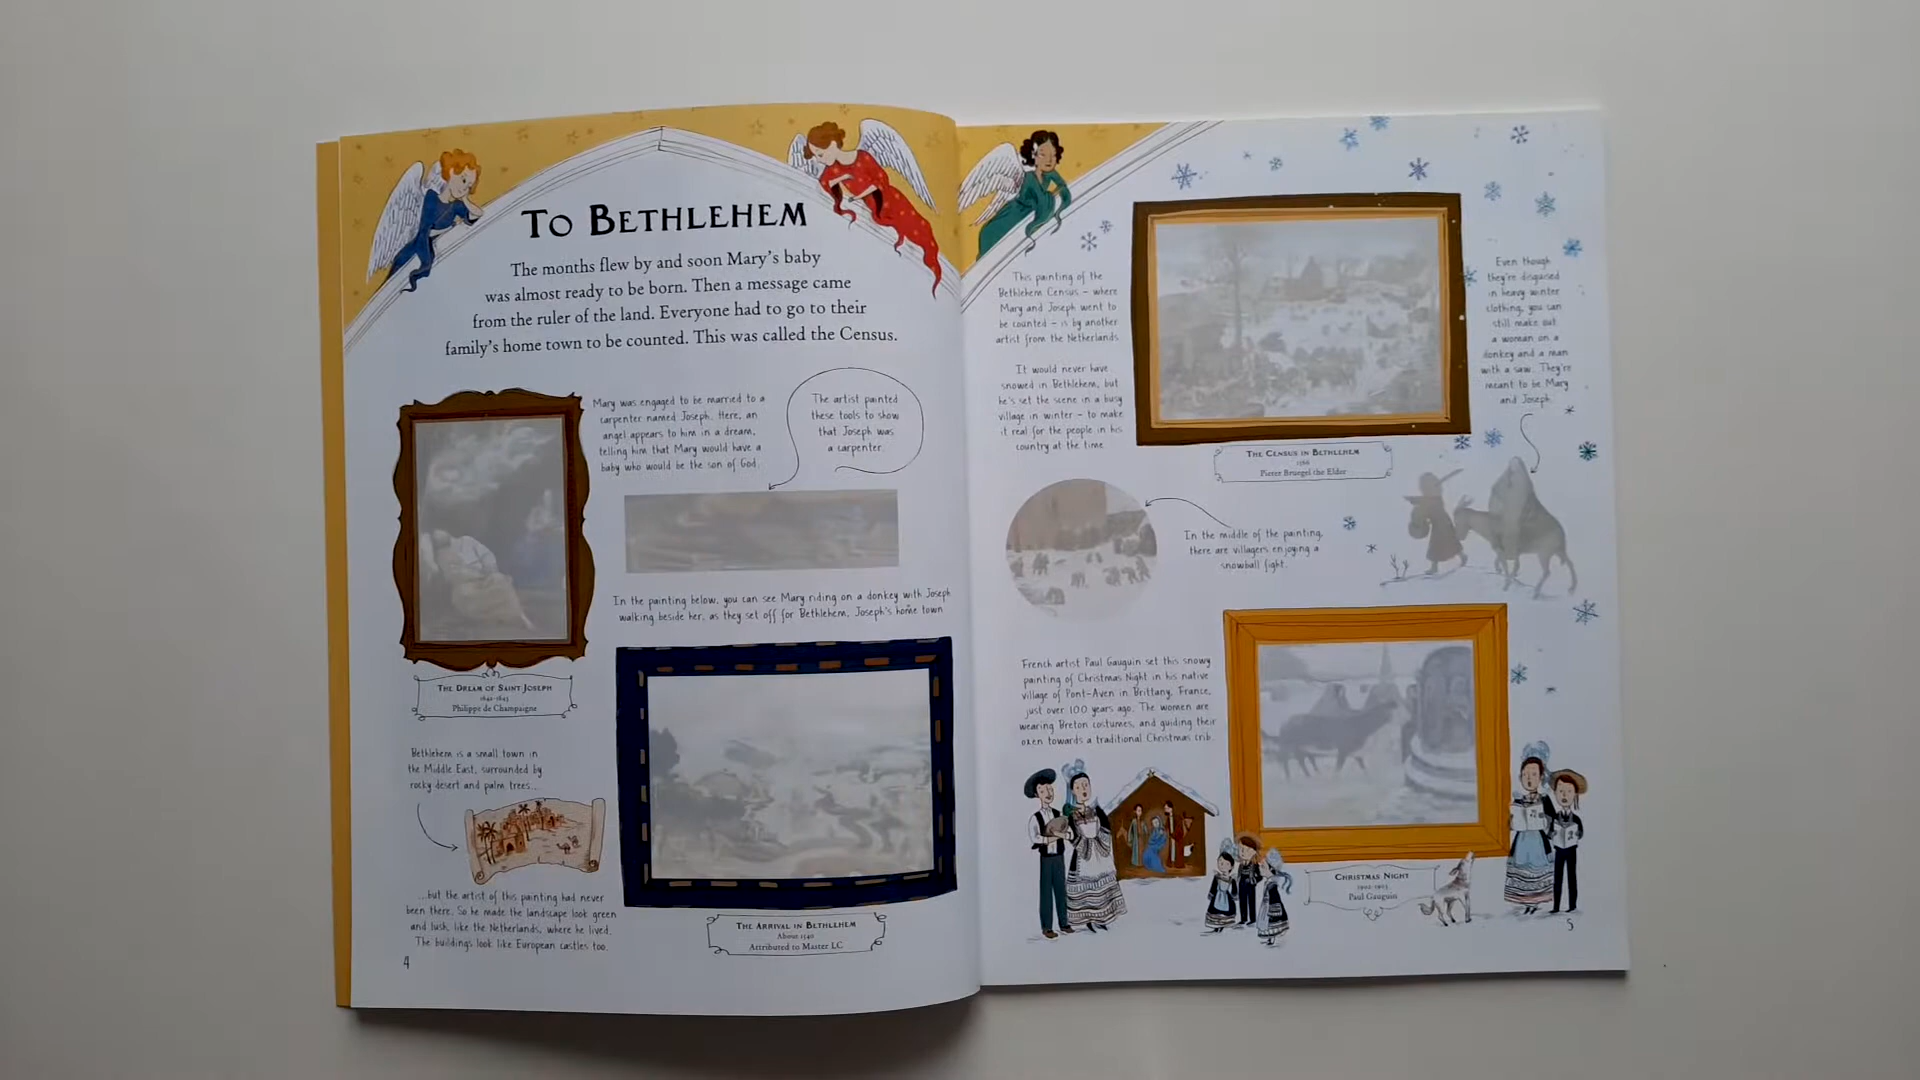 To Bethlehem
The months flew by and soon Mary's baby
was almost ready to be born. Then a message came
from the ruler of the land. Everyone had to go to their
family's home town to be counted. This was called the Census.
Mary was engaged to be married to a
carpenter named Joseph. Here, an
angel appears to him in a dream,
telling him that Mary would have a
baby who would be the son of God.
The artist painted
these tools to show
that Joseph was
a carpenter.
In the painting below, you can see Mary riding on a donkey with Joseph
walking beside her, as they set off for Bethlehem, Joseph's home town.
The Dream of Saint Joseph
1642-1643
Philippe de Champaigne
Bethlehem is a small town in
the Middle East, surrounded by
rocky desert and palm trees...
...but the artist of this painting had never
been there. So he made the landscape look green
and lush, like the Netherlands, where he lived.
The buildings look like European castles too.
The Arrival in Bethlehem
About 1540
Attributed to Master LC
4
This painting of the
Bethlehem Census – where
Mary and Joseph went to
be counted – is by another
artist from the Netherlands.
It would never have
snowed in Bethlehem, but
he's set the scene in a busy
village in winter – to make
it real for the people in his
country at the time.
The Census in Bethlehem
1566
Pieter Bruegel the Elder
Even though
they're disguised
in heavy winter
clothing, you can
still make out
a woman on a
donkey and a man
with a saw. They're
meant to be Mary
and Joseph.
In the middle of the painting,
there are villagers enjoying a
snowball fight.
French artist Paul Gauguin set this snowy
painting of Christmas Night in his native
village of Pont-Aven in Brittany, France,
just over 100 years ago. The women are
wearing Breton costumes, and guiding their
oxen towards a traditional Christmas crib.
Christmas Night
1902-1903
Paul Gauguin
5